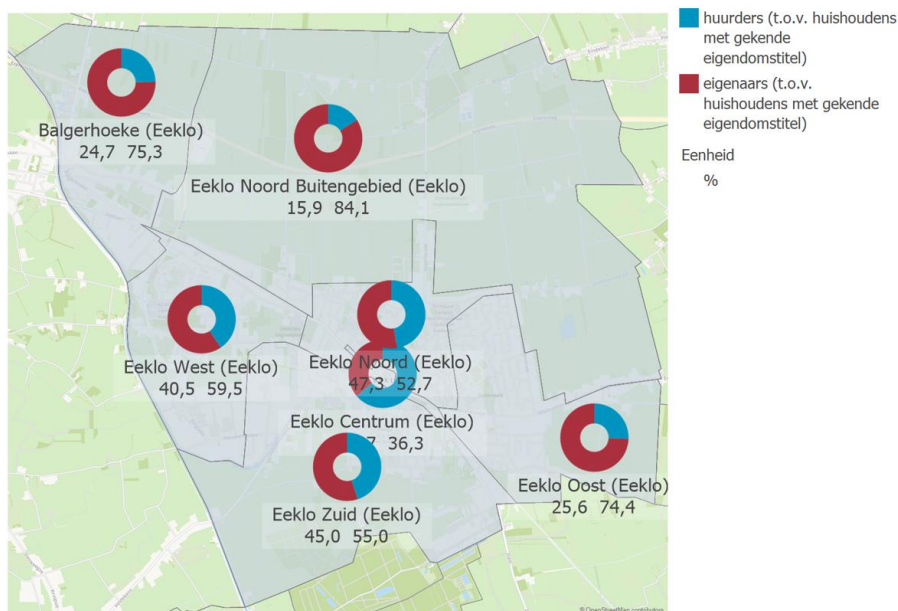 Balgerhoeke (Eeklo)
24,7 75,3
Eeklo Noord Buitengebied (Eeklo)
15,9 84,1
Eeklo West (Eeklo)
40,5 59,5
Eeklo Noord (Eeklo)
47,3 52,7
Eeklo Centrum (Eeklo)
36,3
Eeklo Zuid (Eeklo)
45,0 55,0
Eeklo Oost (Eeklo)
25,6 74,4
© OpenStreetMap contributors
huurders (t.o.v. huishoudens
met gekende
eigendomstitel)
eigenaars (t.o.v.
huishoudens met gekende
eigendomstitel)
Eenheid
%